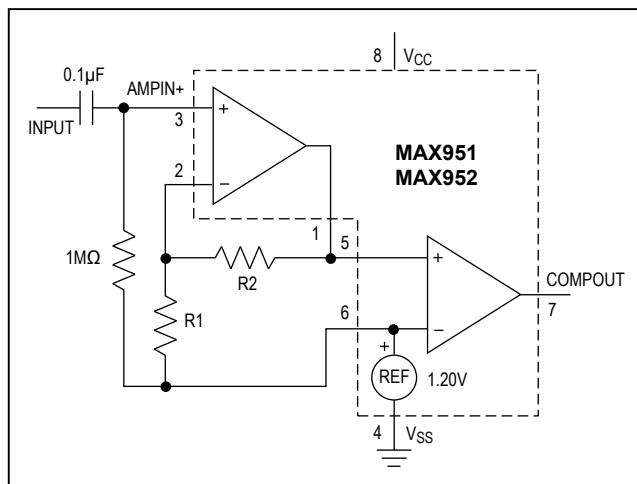 8 VCC
0.1µF
AMPIN+
INPUT
3
+
MAX951
MAX952
2
−
1
5
1MΩ
R2
+
COMPOUT
R1
6
−
7
+
REF 1.20V
4 VSS